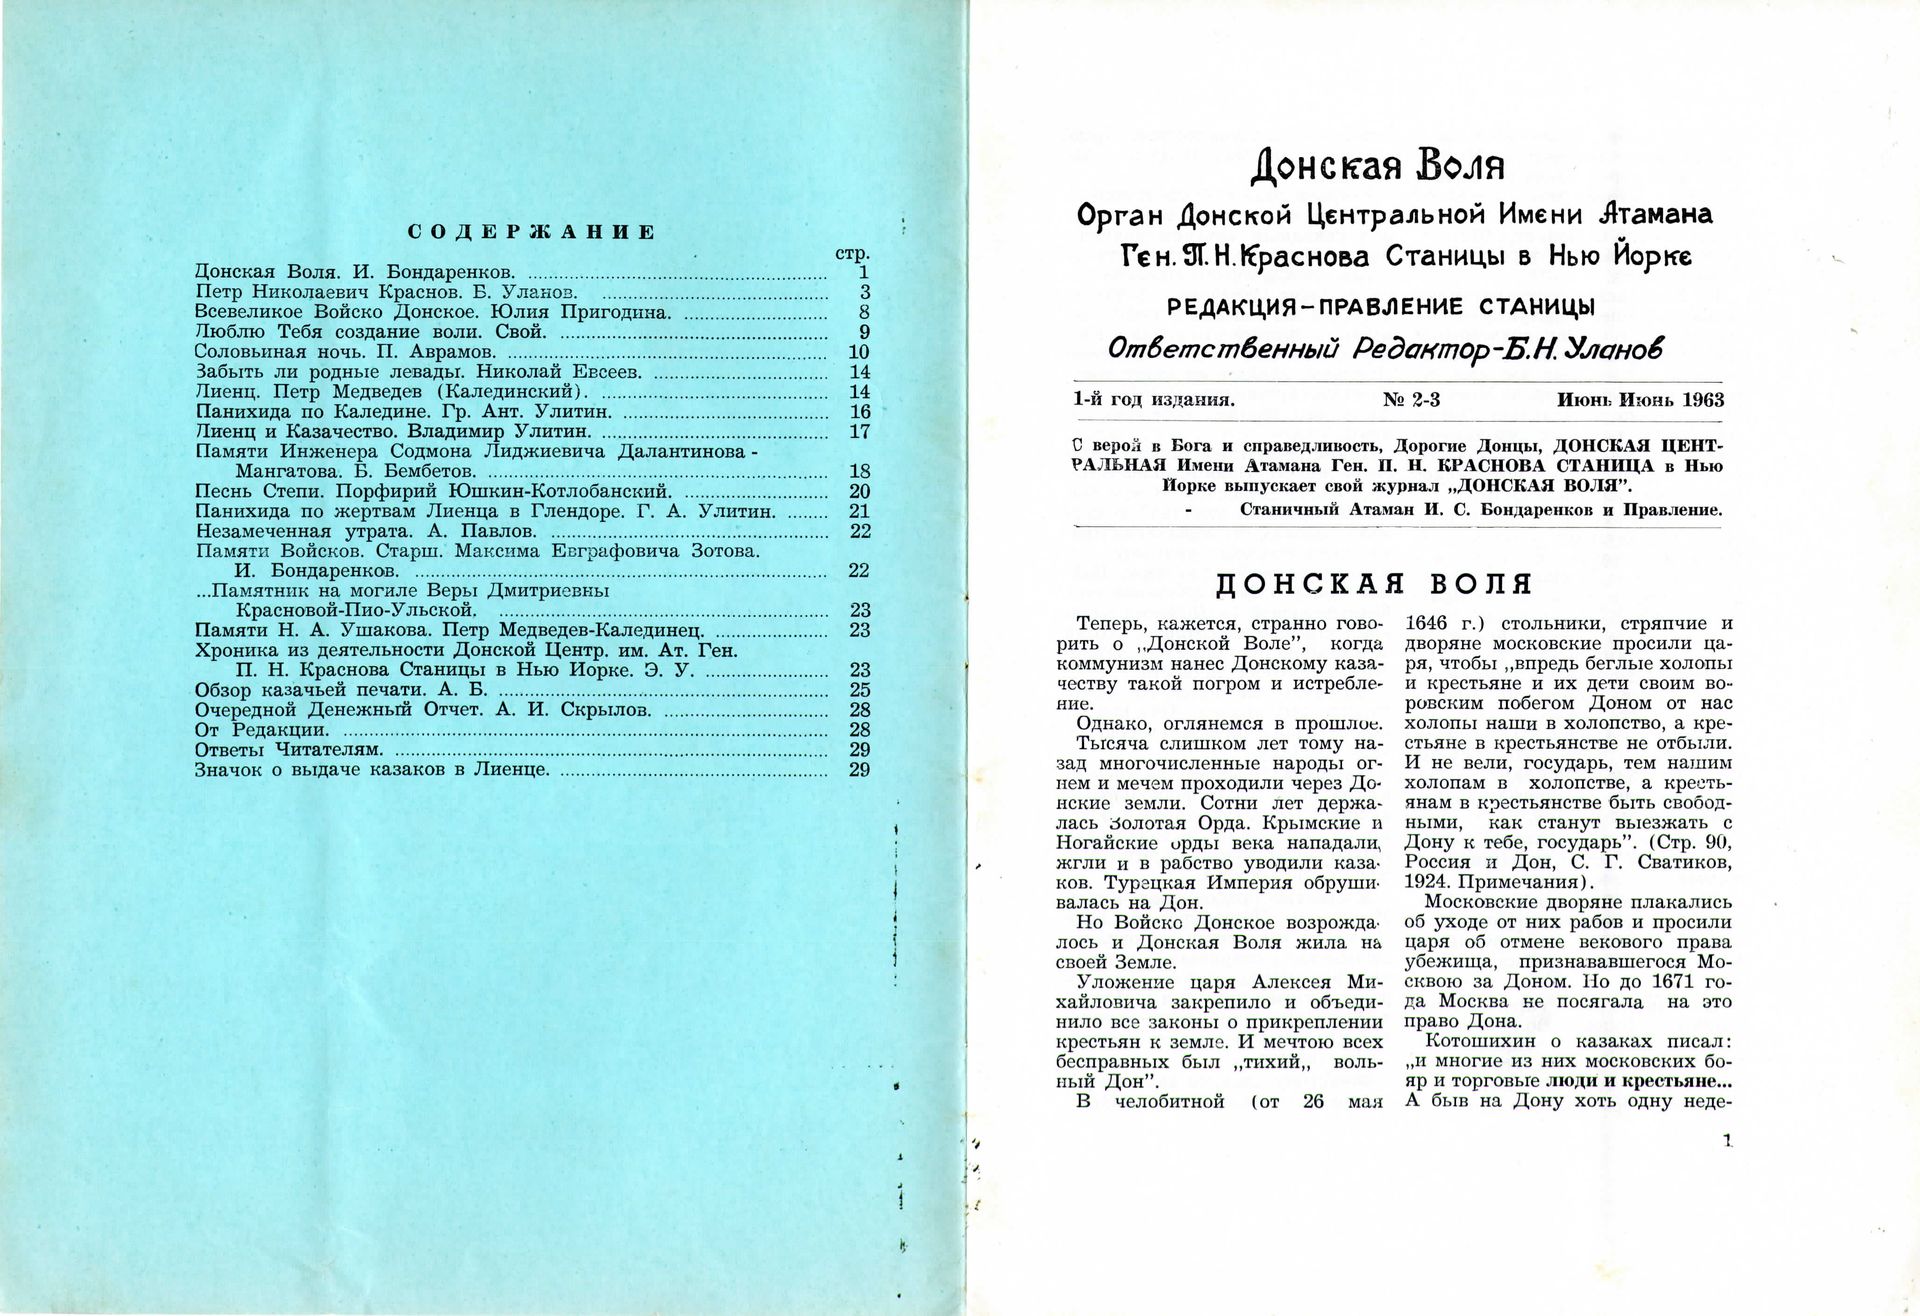 СОДЕРЖАНИЕ
стр.
Донская Воля. И. Бондаренков. 1
Петр Николаевич Краснов. Б. Уланов. 3
Всевеликое Войско Донское. Юлия Пригодина. 8
Люблю Тебя создание воли. Свой. 9
Соловьиная ночь. П. Аврамов. 10
Забыть ли родные левады. Николай Евсеев. 14
Лиенц. Петр Медведев (Калединский). 14
Панихида по Каледине. Гр. Ант. Улитин. 16
Лиенц и Казачество. Владимир Улитин. 17
Памяти Инженера Содмона Лиджиевича Далантинова -
Мангатова. Б. Бембетов. 18
Песнь Степи. Порфирий Юшкин-Котлобанский. 20
Панихида по жертвам Лиенца в Глендоре. Г. А. Улитин. 21
Незамеченная утрата. А. Павлов. 22
Памяти Войсков. Старш. Максима Евграфовича Зотова.
И. Бондаренков. 22
...Памятник на могиле Веры Дмитриевны
Красновой-Пио-Ульской. 23
Памяти Н. А. Ушакова. Петр Медведев-Калединец. 23
Хроника из деятельности Донской Центр. им. Ат. Ген.
П. Н. Краснова Станицы в Нью Иорке. Э. У. 23
Обзор казачьей печати. А. Б. 25
Очередной Денежный Отчет. А. И. Скрылов. 28
От Редакции. 28
Ответы Читателям. 29
Значок о выдаче казаков в Лиенце. 29
Донская Воля
Орган Донской Центральной Имени Атамана
Ген. П. Н. Краснова Станицы в Нью Йорке
РЕДАКЦИЯ-ПРАВЛЕНИЕ СТАНИЦЫ
Ответственный Редактор-Б.Н. Уланов
1-й год издания. № 2-3 Июнь Июнь 1963
С верой в Бога и справедливость, Дорогие Донцы, ДОНСКАЯ ЦЕНТ-
РАЛЬНАЯ Имени Атамана Ген. П. Н. КРАСНОВА СТАНИЦА в Нью
Йорке выпускает свой журнал „ДОНСКАЯ ВОЛЯ”.
- Станичный Атаман И. С. Бондаренков и Правление.
ДОНСКАЯ ВОЛЯ
Теперь, кажется, странно гово-
рить о „Донской Воле”, когда
коммунизм нанес Донскому каза-
честву такой погром и истребле-
ние.
Однако, оглянемся в прошлое.
Тысяча слишком лет тому на-
зад многочисленные народы ог-
нем и мечем проходили через До-
нские земли. Сотни лет держа-
лась Золотая Орда. Крымские и
Ногайские орды века нападали,
жгли и в рабство уводили каза-
ков. Турецкая Империя обруши-
валась на Дон.
Но Войско Донское возрожда-
лось и Донская Воля жила на
своей Земле.
Уложение царя Алексея Ми-
хайловича закрепило и объеди-
нило все законы о прикреплении
крестьян к земле. И мечтою всех
бесправных был „тихий„ воль-
ный Дон”.
В челобитной (от 26 мая
1646 г.) стольники, стряпчие и
дворяне московские просили ца-
ря, чтобы „впредь беглые холопы
и крестьяне и их дети своим во-
ровским побегом Доном от нас
холопы наши в холопство, а кре-
стьяне в крестьянстве не отбыли.
И не вели, государь, тем нашим
холопам в холопстве, а кресть-
янам в крестьянстве быть свобод-
ными, как станут выезжать с
Дону к тебе, государь”. (Стр. 90,
Россия и Дон, С. Г. Сватиков,
1924. Примечания).
Московские дворяне плакались
об уходе от них рабов и просили
царя об отмене векового права
убежища, признававшегося Мо-
сквою за Доном. Но до 1671 го-
да Москва не посягала на это
право Дона.
Котошихин о казаках писал:
„и многие из них московских бо-
яр и торговые люди и крестьяне...
А быв на Дону хоть одну неде-
1